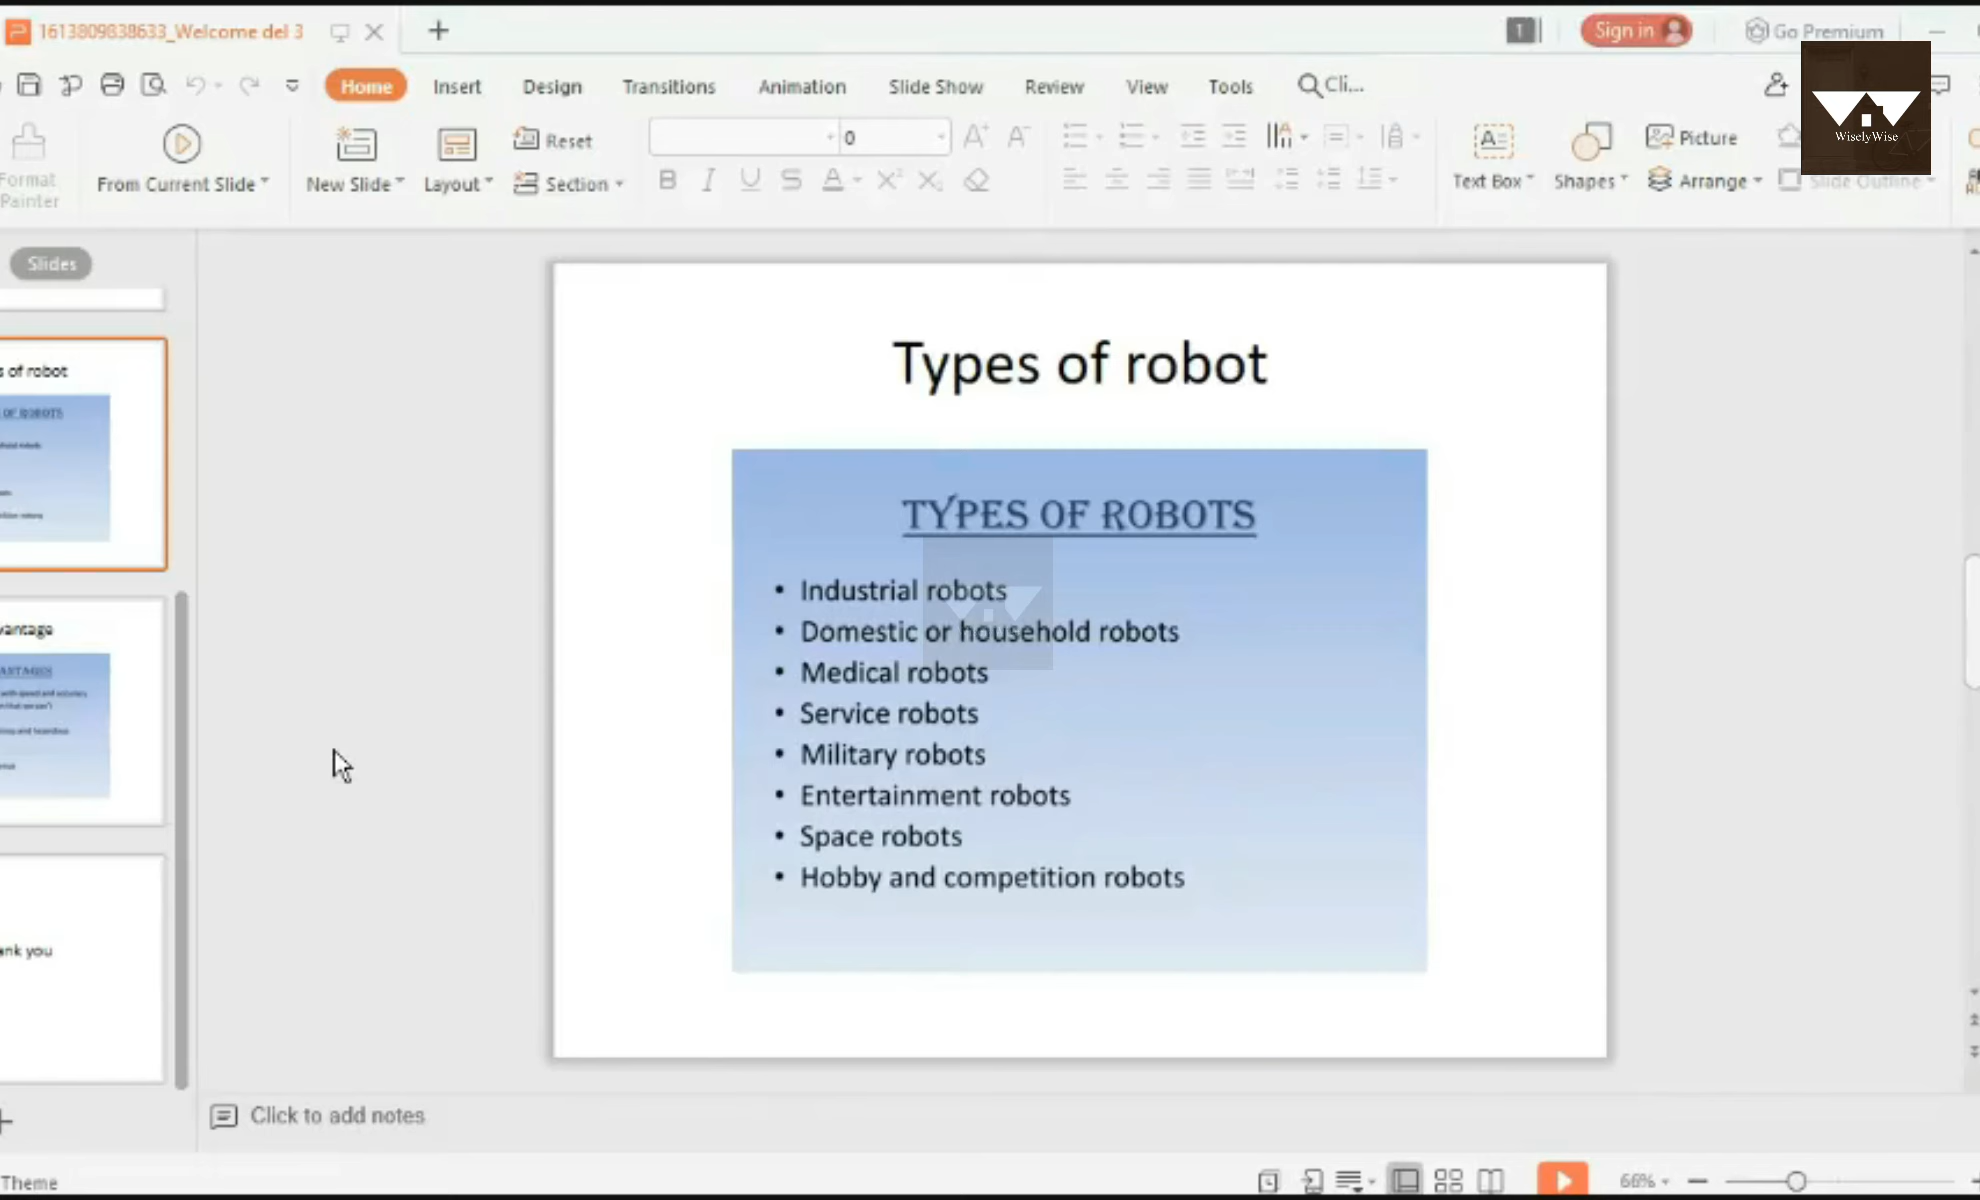 1613809838633_Welcome del 3
1
Sign in
Go Premium
Home
Insert
Design
Transitions
Animation
Slide Show
Review
View
Tools
Cli...
WiselyWise
Format
Painter
From Current Slide
New Slide
Layout
Reset
Section
0
Text Box
Shapes
Picture
Arrange
Slide Outline
Slides
s of robot
OF ROBOTS
vantage
ANTAGES
ank you
Types of robot
TYPES OF ROBOTS
• Industrial robots
• Domestic or household robots
• Medical robots
• Service robots
• Military robots
• Entertainment robots
• Space robots
• Hobby and competition robots
Click to add notes
Theme
66%